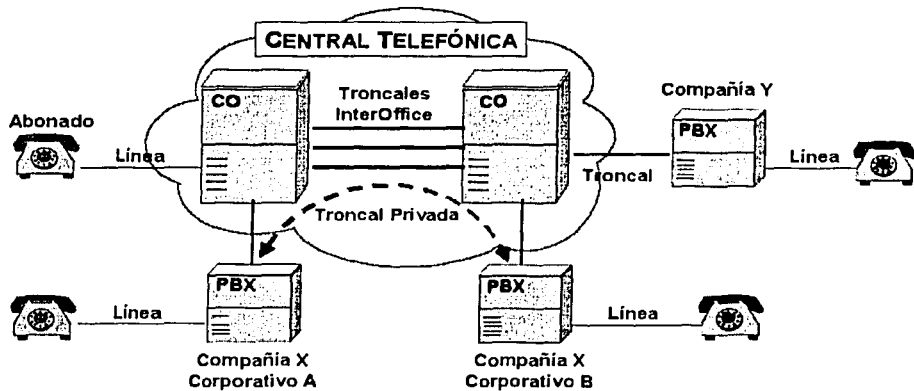 CENTRAL TELEFÓNICA
CO
Troncales
InterOffice
CO
Compañía Y
PBX
Abonado
Línea
Línea
Troncal
Troncal Privada
PBX
PBX
Línea
Línea
Compañía X
Corporativo A
Compañía X
Corporativo B